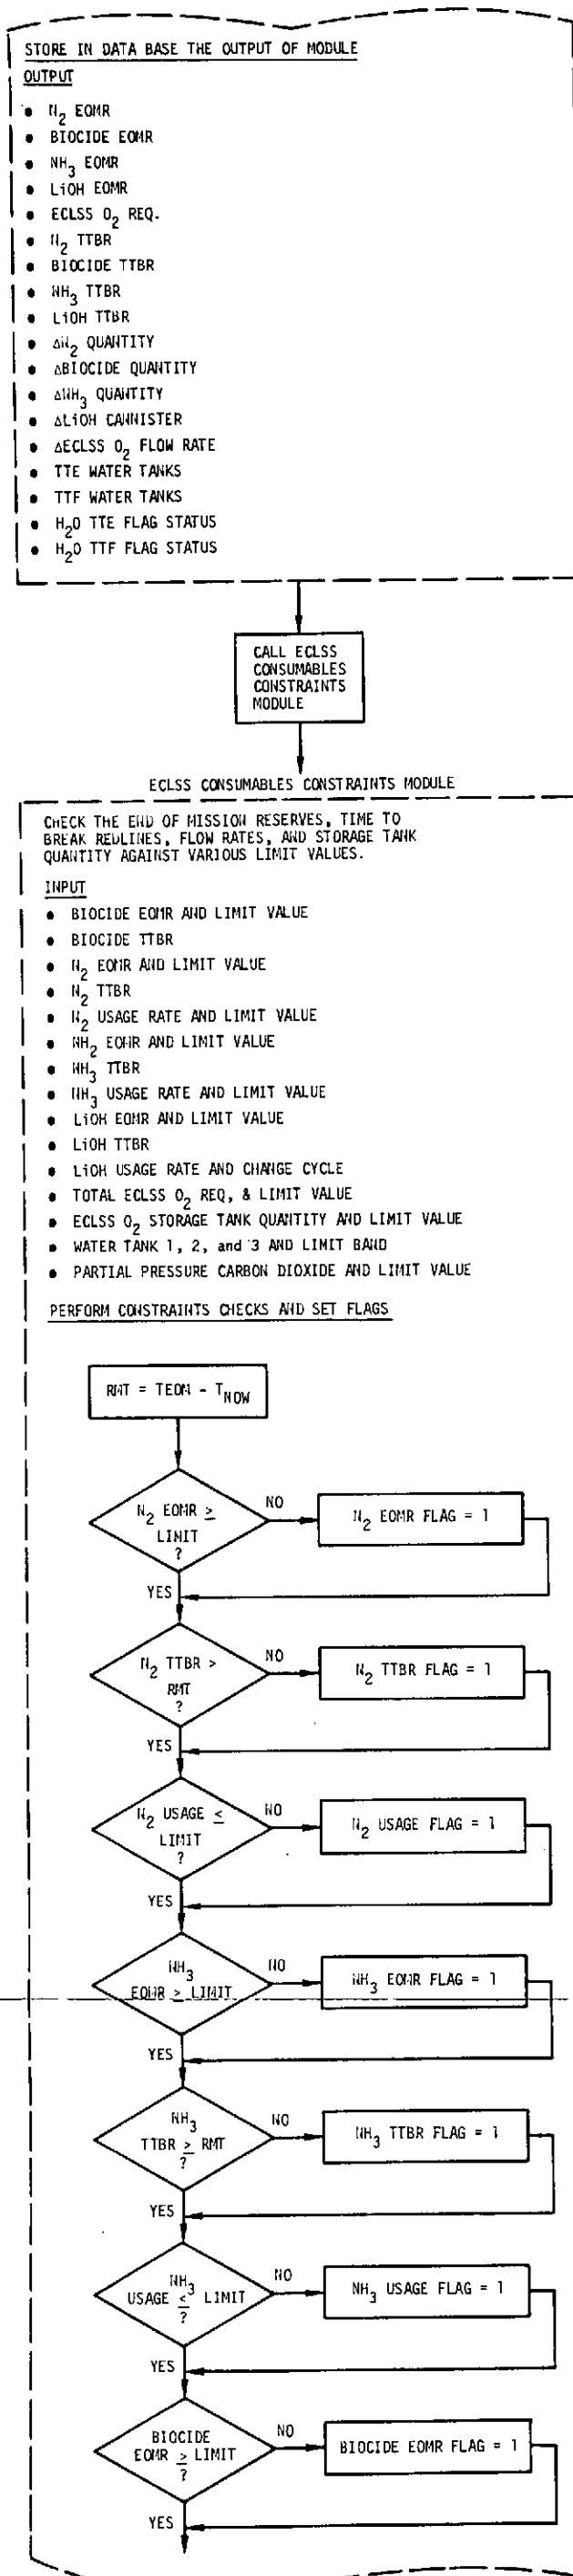 STORE IN DATA BASE THE OUTPUT OF MODULE
OUTPUT
● N2 EOMR
● BIOCIDE EOMR
● NH3 EOMR
● LiOH EOMR
● ECLSS O2 REQ.
● N2 TTBR
● BIOCIDE TTBR
● NH3 TTBR
● LiOH TTBR
● ΔN2 QUANTITY
● ΔBIOCIDE QUANTITY
● ΔNH3 QUANTITY
● ΔLiOH CANNISTER
● ΔECLSS O2 FLOW RATE
● TTE WATER TANKS
● TTF WATER TANKS
● H2O TTE FLAG STATUS
● H2O TTF FLAG STATUS
CALL ECLSS
CONSUMABLES
CONSTRAINTS
MODULE
ECLSS CONSUMABLES CONSTRAINTS MODULE
CHECK THE END OF MISSION RESERVES, TIME TO
BREAK REDLINES, FLOW RATES, AND STORAGE TANK
QUANTITY AGAINST VARIOUS LIMIT VALUES.
INPUT
● BIOCIDE EOMR AND LIMIT VALUE
● BIOCIDE TTBR
● N2 EOMR AND LIMIT VALUE
● N2 TTBR
● N2 USAGE RATE AND LIMIT VALUE
● NH2 EOMR AND LIMIT VALUE
● NH3 TTBR
● NH3 USAGE RATE AND LIMIT VALUE
● LiOH EOMR AND LIMIT VALUE
● LiOH TTBR
● LiOH USAGE RATE AND CHANGE CYCLE
● TOTAL ECLSS O2 REQ, & LIMIT VALUE
● ECLSS O2 STORAGE TANK QUANTITY AND LIMIT VALUE
● WATER TANK 1, 2, and 3 AND LIMIT BAND
● PARTIAL PRESSURE CARBON DIOXIDE AND LIMIT VALUE
PERFORM CONSTRAINTS CHECKS AND SET FLAGS
RMT = TEOM - TNOW
N2 EOMR ≥
LIMIT
?
NO
N2 EOMR FLAG = 1
YES
N2 TTBR >
RMT
?
NO
N2 TTBR FLAG = 1
YES
N2 USAGE ≤
LIMIT
?
NO
N2 USAGE FLAG = 1
YES
NH3
EOMR ≥ LIMIT
NO
NH3 EOMR FLAG = 1
YES
NH3
TTBR ≥ RMT
?
NO
NH3 TTBR FLAG = 1
YES
NH3
USAGE ≤ LIMIT
?
NO
NH3 USAGE FLAG = 1
YES
BIOCIDE
EOMR ≥ LIMIT
?
NO
BIOCIDE EOMR FLAG = 1
YES